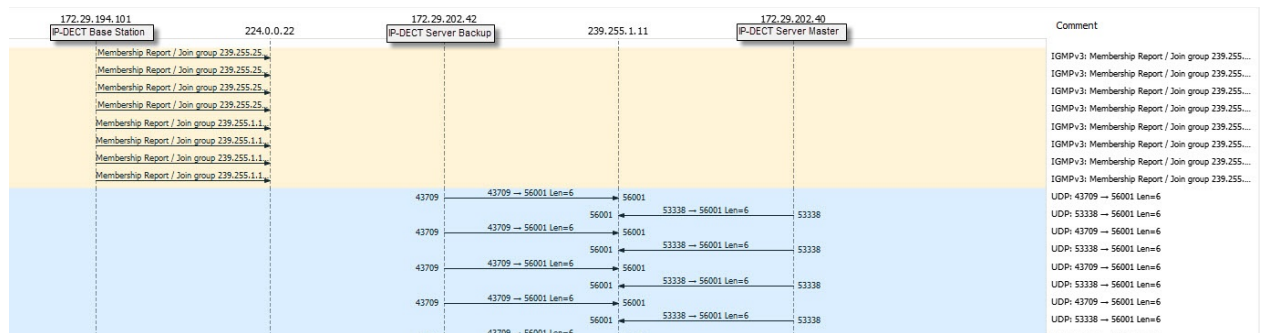 172.29.194.101 172.29.202.42 172.29.202.40
IP-DECT Base Station 224.0.0.22 IP-DECT Server Backup 239.255.1.11 IP-DECT Server Master Comment
Membership Report / Join group 239.255.25... IGMPv3: Membership Report / Join group 239.255....
Membership Report / Join group 239.255.25... IGMPv3: Membership Report / Join group 239.255....
Membership Report / Join group 239.255.25... IGMPv3: Membership Report / Join group 239.255....
Membership Report / Join group 239.255.25... IGMPv3: Membership Report / Join group 239.255....
Membership Report / Join group 239.255.1.1... IGMPv3: Membership Report / Join group 239.255....
Membership Report / Join group 239.255.1.1... IGMPv3: Membership Report / Join group 239.255....
Membership Report / Join group 239.255.1.1... IGMPv3: Membership Report / Join group 239.255....
Membership Report / Join group 239.255.1.1... IGMPv3: Membership Report / Join group 239.255....
43709 43709 → 56001 Len=6 56001 UDP: 43709 → 56001 Len=6
56001 53338 → 56001 Len=6 53338 UDP: 53338 → 56001 Len=6
43709 43709 → 56001 Len=6 56001 UDP: 43709 → 56001 Len=6
56001 53338 → 56001 Len=6 53338 UDP: 53338 → 56001 Len=6
43709 43709 → 56001 Len=6 56001 UDP: 43709 → 56001 Len=6
56001 53338 → 56001 Len=6 53338 UDP: 53338 → 56001 Len=6
43709 43709 → 56001 Len=6 56001 UDP: 43709 → 56001 Len=6
56001 53338 → 56001 Len=6 53338 UDP: 53338 → 56001 Len=6
43709 → 56001 Len=6